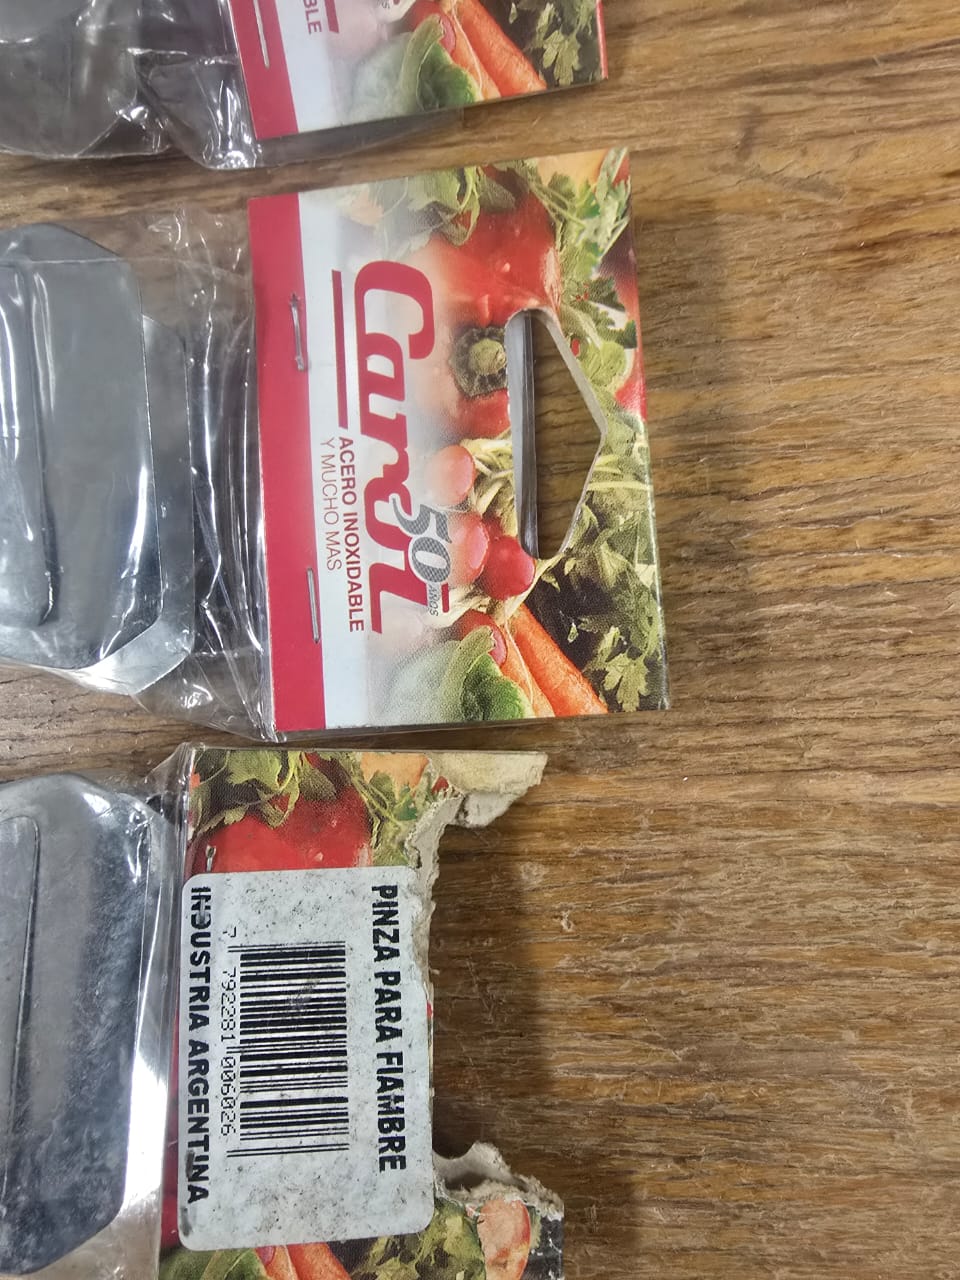 BLE
Carol
50
AÑOS
ACERO INOXIDABLE
Y MUCHO MAS
PINZA PARA FIAMBRE
7 792281 006026
INDUSTRIA ARGENTINA